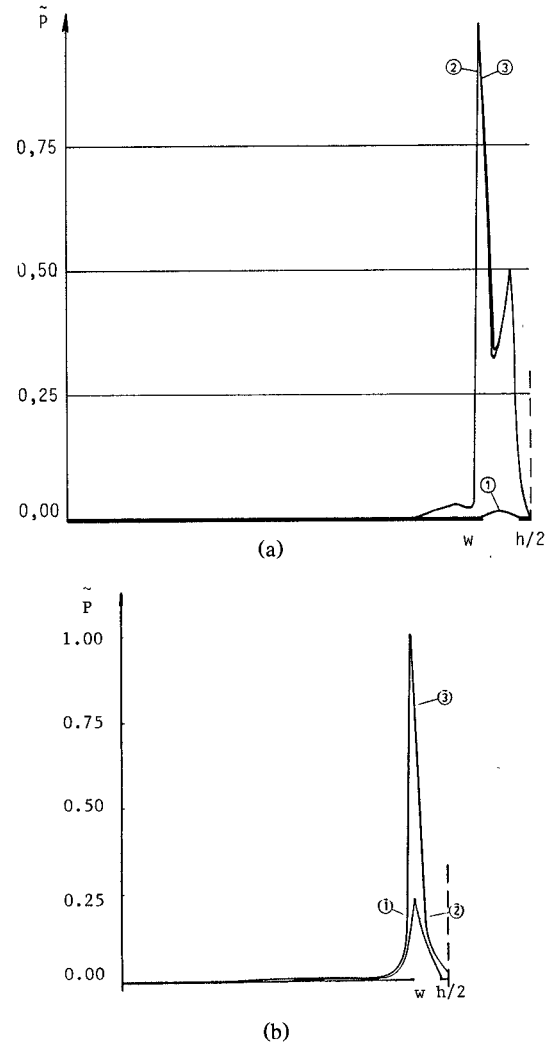 ~
P
② ③
0,75
0,50
0,25
①
0,00
w h/2
(a)
~
P
1.00
③
0.75
0.50
0.25
① ②
0.00
w h/2
(b)